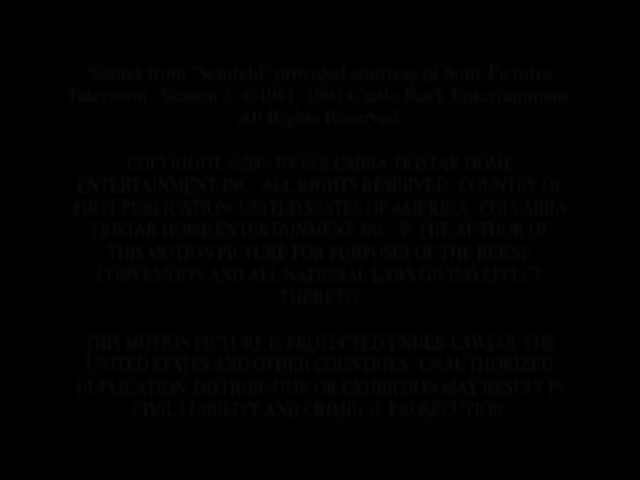 Scenes from "Seinfeld" provided courtesy of Sony Pictures
Television. Season 3: ©1991, 1992 Castle Rock Entertainment.
All Rights Reserved.
COPYRIGHT © BY COLUMBIA TRISTAR HOME
ENTERTAINMENT INC. ALL RIGHTS RESERVED. COUNTRY OF
FIRST PUBLICATION: UNITED STATES OF AMERICA. COLUMBIA
TRISTAR HOME ENTERTAINMENT INC. IS THE AUTHOR OF
THIS MOTION PICTURE FOR PURPOSES OF THE BERNE
CONVENTION AND ALL NATIONAL LAWS GIVING EFFECT
THERETO.
THIS MOTION PICTURE IS PROTECTED UNDER LAWS OF THE
UNITED STATES AND OTHER COUNTRIES. UNAUTHORIZED
DUPLICATION, DISTRIBUTION OR EXHIBITION MAY RESULT IN
CIVIL LIABILITY AND CRIMINAL PROSECUTION.